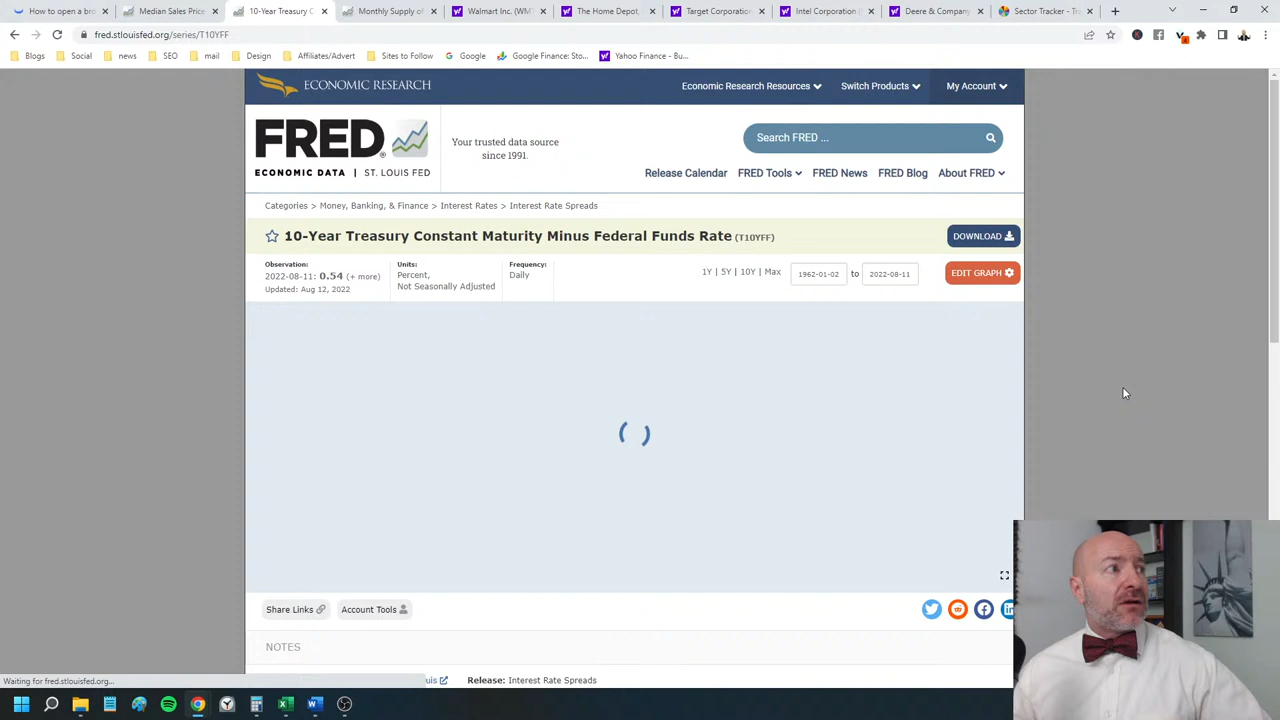 How to open a bro
Median Sales Price
10-Year Treasury C
Monthly Supply of
Walmart Inc. (WMT
The Home Depot,
Target Corporation
Intel Corporation (
Deere & Company
Sector Tracker - Tra
fred.stlouisfed.org/series/T10YFF
Blogs
Social
news
SEO
mail
Design
Affiliates/Advert
Sites to Follow
Google
Google Finance: Sto...
Yahoo Finance - Bu...
ECONOMIC RESEARCH
Economic Research Resources
Switch Products
My Account
FRED
ECONOMIC DATA | ST. LOUIS FED
Your trusted data source
since 1991.
Search FRED ...
Release Calendar
FRED Tools
FRED News
FRED Blog
About FRED
Categories > Money, Banking, & Finance > Interest Rates > Interest Rate Spreads
10-Year Treasury Constant Maturity Minus Federal Funds Rate (T10YFF)
DOWNLOAD
Observation:
2022-08-11: 0.54 (+ more)
Updated: Aug 12, 2022
Units:
Percent,
Not Seasonally Adjusted
Frequency:
Daily
1Y | 5Y | 10Y | Max
1962-01-02 to 2022-08-11
EDIT GRAPH
Share Links
Account Tools
NOTES
Waiting for fred.stlouisfed.org...
uis
Release: Interest Rate Spreads